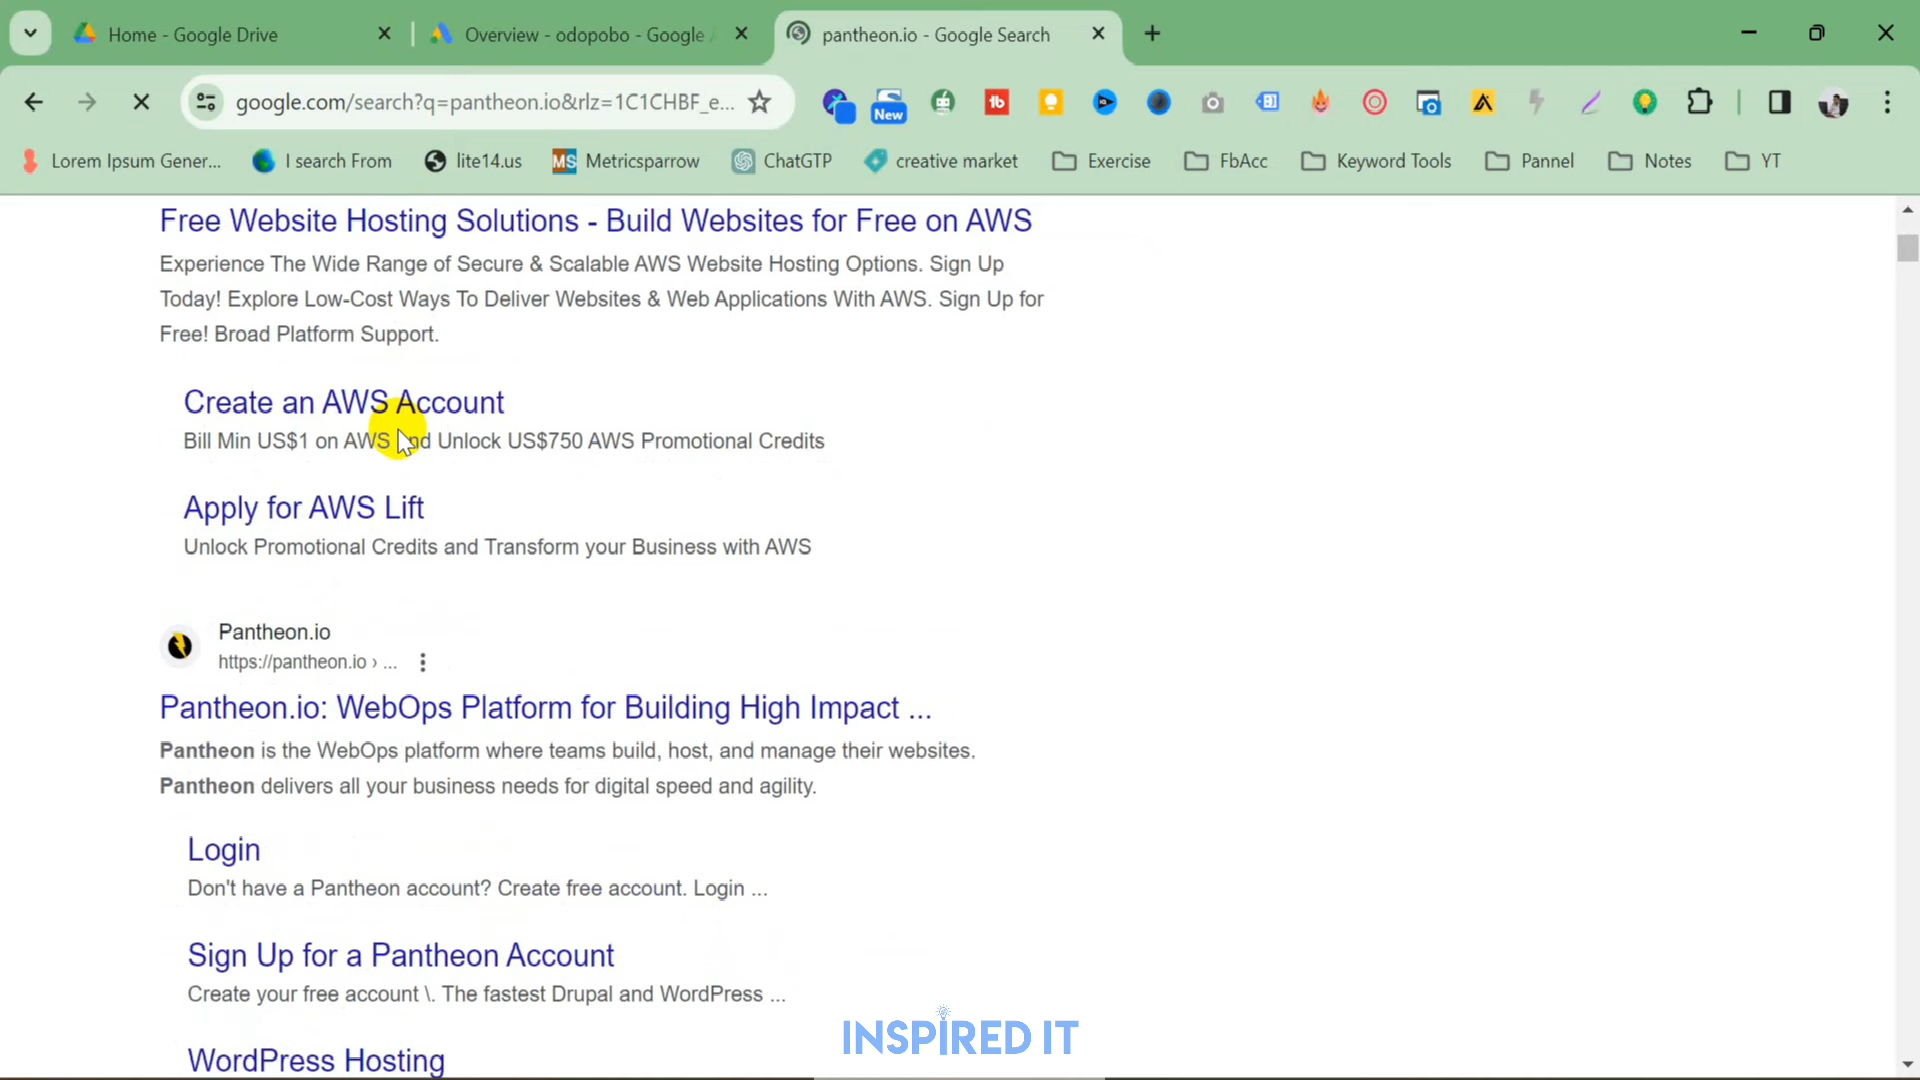 Home - Google Drive
Overview - odopobo - Google A
pantheon.io - Google Search
google.com/search?q=pantheon.io&rlz=1C1CHBF_e...
New
Lorem Ipsum Gener...
I search From
lite14.us
MS Metricsparrow
ChatGTP
creative market
Exercise
FbAcc
Keyword Tools
Pannel
Notes
YT
Free Website Hosting Solutions - Build Websites for Free on AWS
Experience The Wide Range of Secure & Scalable AWS Website Hosting Options. Sign Up
Today! Explore Low-Cost Ways To Deliver Websites & Web Applications With AWS. Sign Up for
Free! Broad Platform Support.
Create an AWS Account
Bill Min US$1 on AWS and Unlock US$750 AWS Promotional Credits
Apply for AWS Lift
Unlock Promotional Credits and Transform your Business with AWS
Pantheon.io
https://pantheon.io › ...
Pantheon.io: WebOps Platform for Building High Impact ...
Pantheon is the WebOps platform where teams build, host, and manage their websites.
Pantheon delivers all your business needs for digital speed and agility.
Login
Don't have a Pantheon account? Create free account. Login ...
Sign Up for a Pantheon Account
Create your free account \. The fastest Drupal and WordPress ...
WordPress Hosting
INSPIRED IT